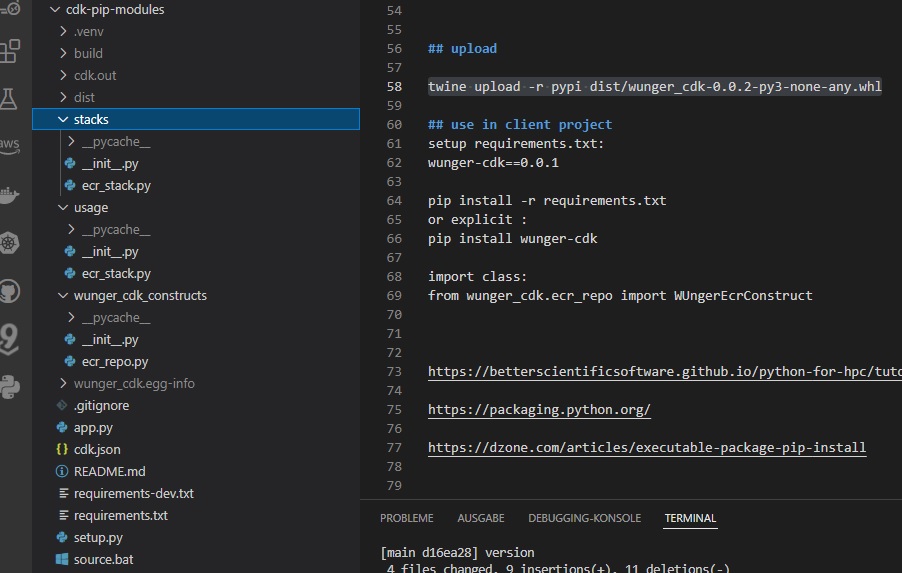 cdk-pip-modules
.venv
build
cdk.out
dist
stacks
__pycache__
__init__.py
ecr_stack.py
usage
__pycache__
__init__.py
ecr_stack.py
wunger_cdk_constructs
__pycache__
__init__.py
ecr_repo.py
wunger_cdk.egg-info
.gitignore
app.py
cdk.json
README.md
requirements-dev.txt
requirements.txt
setup.py
source.bat
aws
54
55
56 ## upload
57
58 twine upload -r pypi dist/wunger_cdk-0.0.2-py3-none-any.whl
59
60 ## use in client project
61 setup requirements.txt:
62 wunger-cdk==0.0.1
63
64 pip install -r requirements.txt
65 or explicit :
66 pip install wunger-cdk
67
68 import class:
69 from wunger_cdk.ecr_repo import WUngerEcrConstruct
70
71
72
73 https://betterscientificsoftware.github.io/python-for-hpc/tuto
74
75 https://packaging.python.org/
76
77 https://dzone.com/articles/executable-package-pip-install
78
79
PROBLEME AUSGABE DEBUGGING-KONSOLE TERMINAL
[main d16ea28] version
4 files changed, 9 insertions(+), 11 deletions(-)